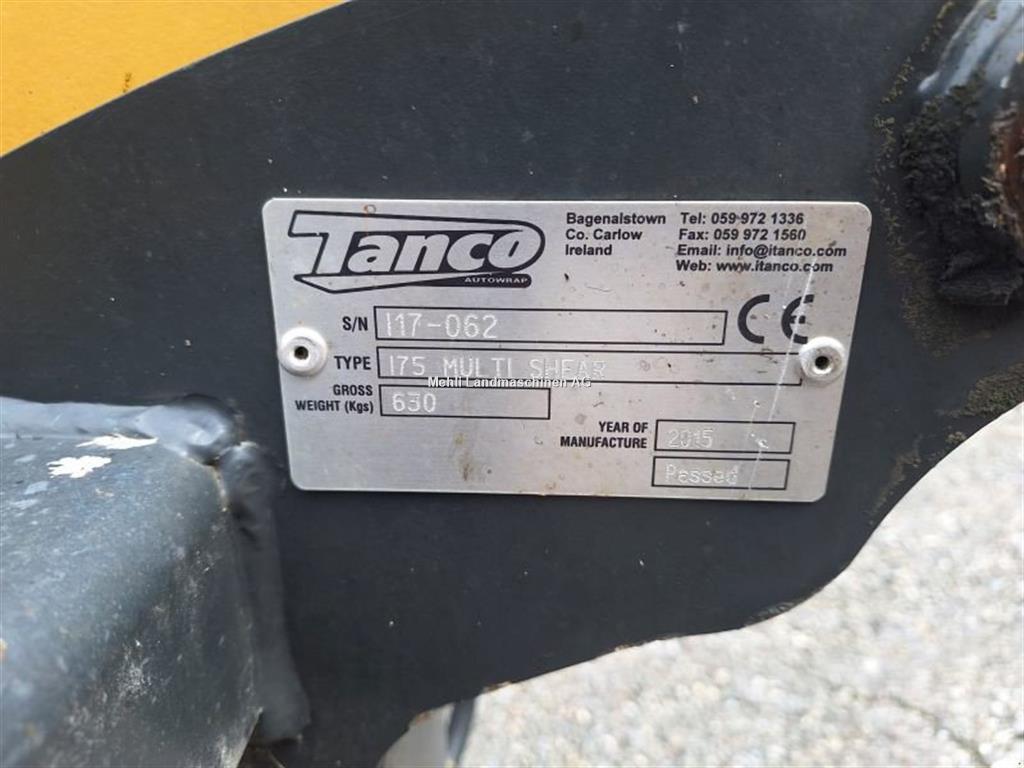 Tanco
AUTOWRAP
Bagenalstown
Co. Carlow
Ireland
Tel: 059 972 1336
Fax: 059 972 1560
Email: info@itanco.com
Web: www.itanco.com
S/N I17-062
CE
TYPE I75 MULTI SHEAR
Mehli Landmaschinen AG
GROSS
WEIGHT (Kgs) 630
YEAR OF
MANUFACTURE 2015
Passed